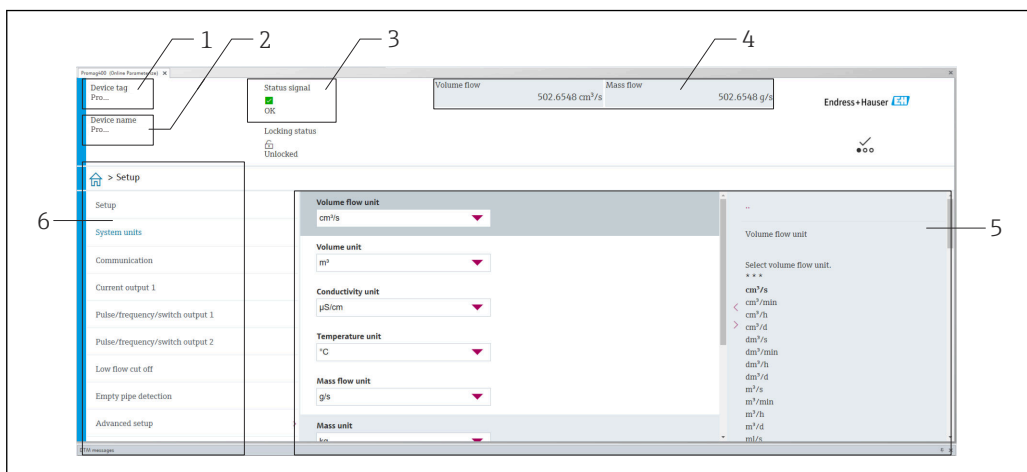 1
2
3
4
Promag400 (Online Parameterize) ×
Device tag
Pro...
Status signal
OK
Volume flow
502.6548 cm³/s
Mass flow
502.6548 g/s
Endress+Hauser EH
Device name
Pro...
Locking status
Unlocked
> Setup
6
5
Setup
System units
Communication
Current output 1
Pulse/frequency/switch output 1
Pulse/frequency/switch output 2
Low flow cut off
Empty pipe detection
Advanced setup
Volume flow unit
cm³/s
Volume unit
m³
Conductivity unit
µS/cm
Temperature unit
°C
Mass flow unit
g/s
Mass unit
kg
..
Volume flow unit
Select volume flow unit.
* * *
cm³/s
cm³/min
cm³/h
cm³/d
dm³/s
dm³/min
dm³/h
dm³/d
m³/s
m³/min
m³/h
m³/d
ml/s
DTM messages